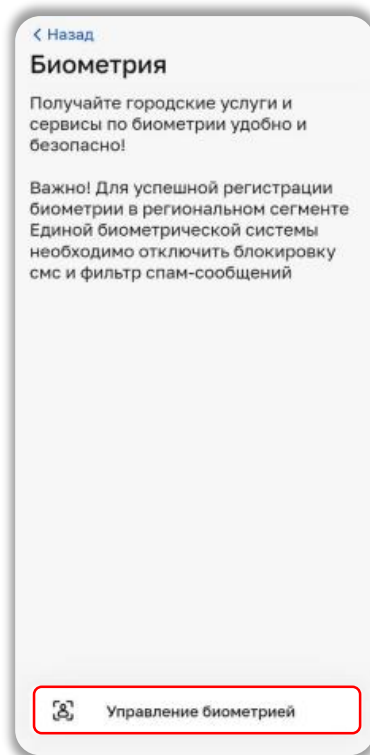 Назад
Биометрия
Получайте городские услуги и
сервисы по биометрии удобно и
безопасно!
Важно! Для успешной регистрации
биометрии в региональном сегменте
Единой биометрической системы
необходимо отключить блокировку
смс и фильтр спам-сообщений
Управление биометрией